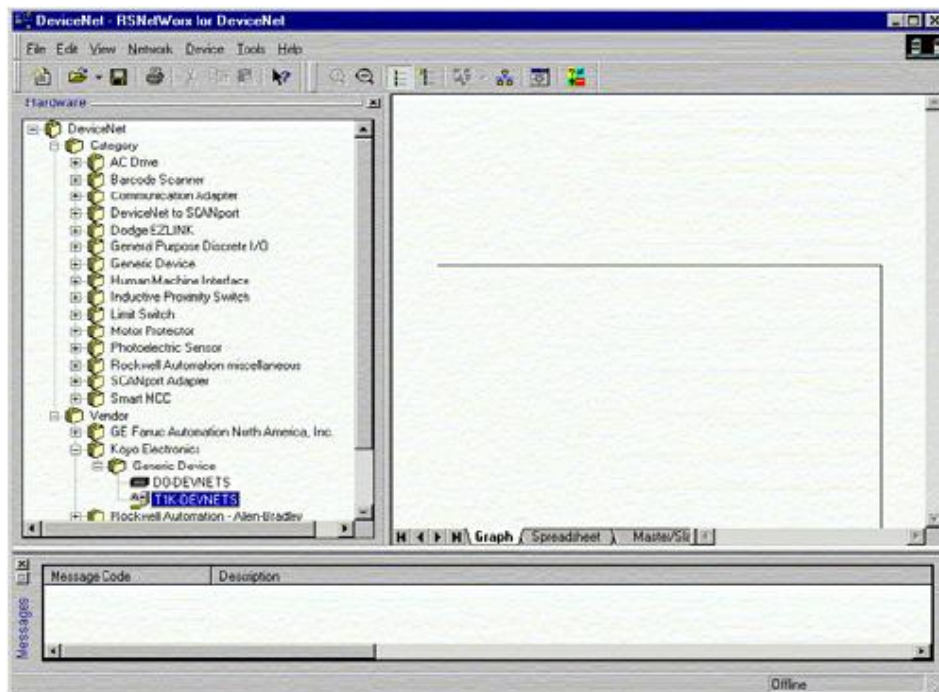 DeviceNet - RSNetWorx for DeviceNet
File Edit View Network Device Tools Help
Hardware
DeviceNet
Category
AC Drive
Barcode Scanner
Communication Adapter
DeviceNet to SCANport
Dodge EZLINK
General Purpose Discrete I/O
Generic Device
Human Machine Interface
Inductive Proximity Switch
Limit Switch
Motor Protector
Photoelectric Sensor
Rockwell Automation miscellaneous
SCANport Adapter
Smart MCC
Vendor
GE Fanuc Automation North America, Inc.
Koyo Electronics
Generic Device
D0-DEVNETS
T1K-DEVNETS
Rockwell Automation - Allen-Bradley
Graph Spreadsheet Master/Sla
Message Code Description
Messages
Offline